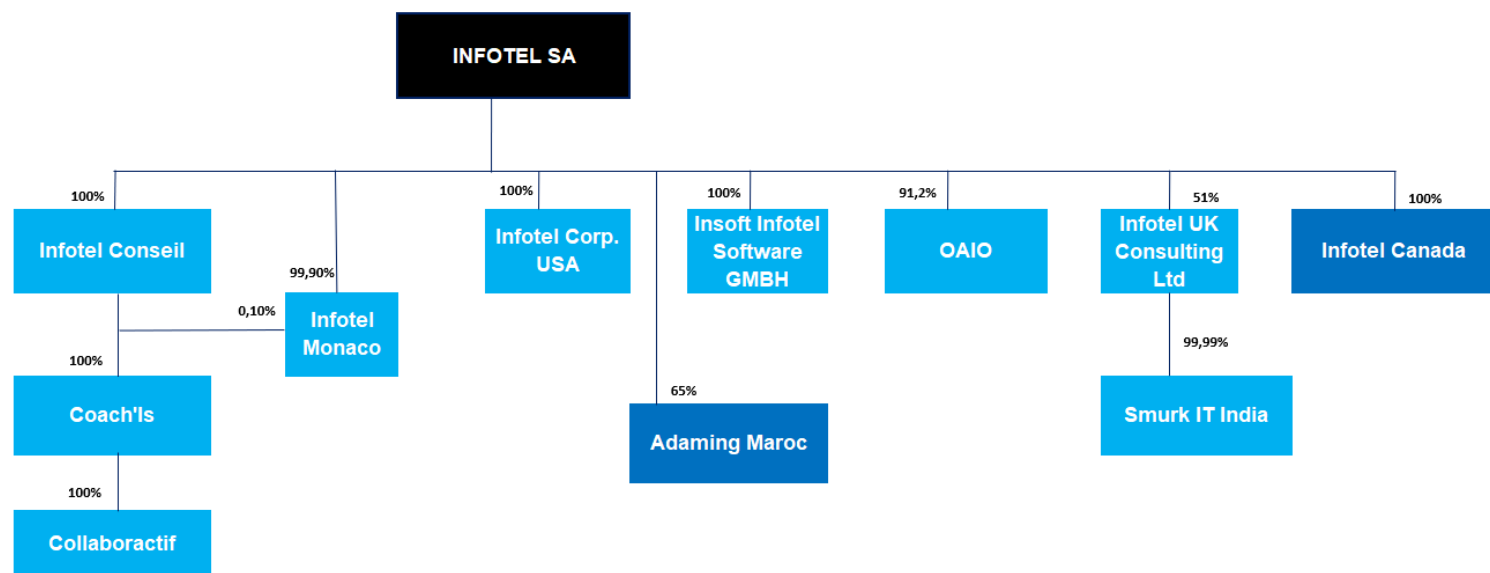 INFOTEL SA
100%
Infotel Conseil
99,90%
0,10%
Infotel
Monaco
100%
Coach'Is
100%
Collaboractif
100%
Infotel Corp.
USA
65%
Adaming Maroc
100%
Insoft Infotel
Software
GMBH
91,2%
OAIO
51%
Infotel UK
Consulting
Ltd
99,99%
Smurk IT India
100%
Infotel Canada